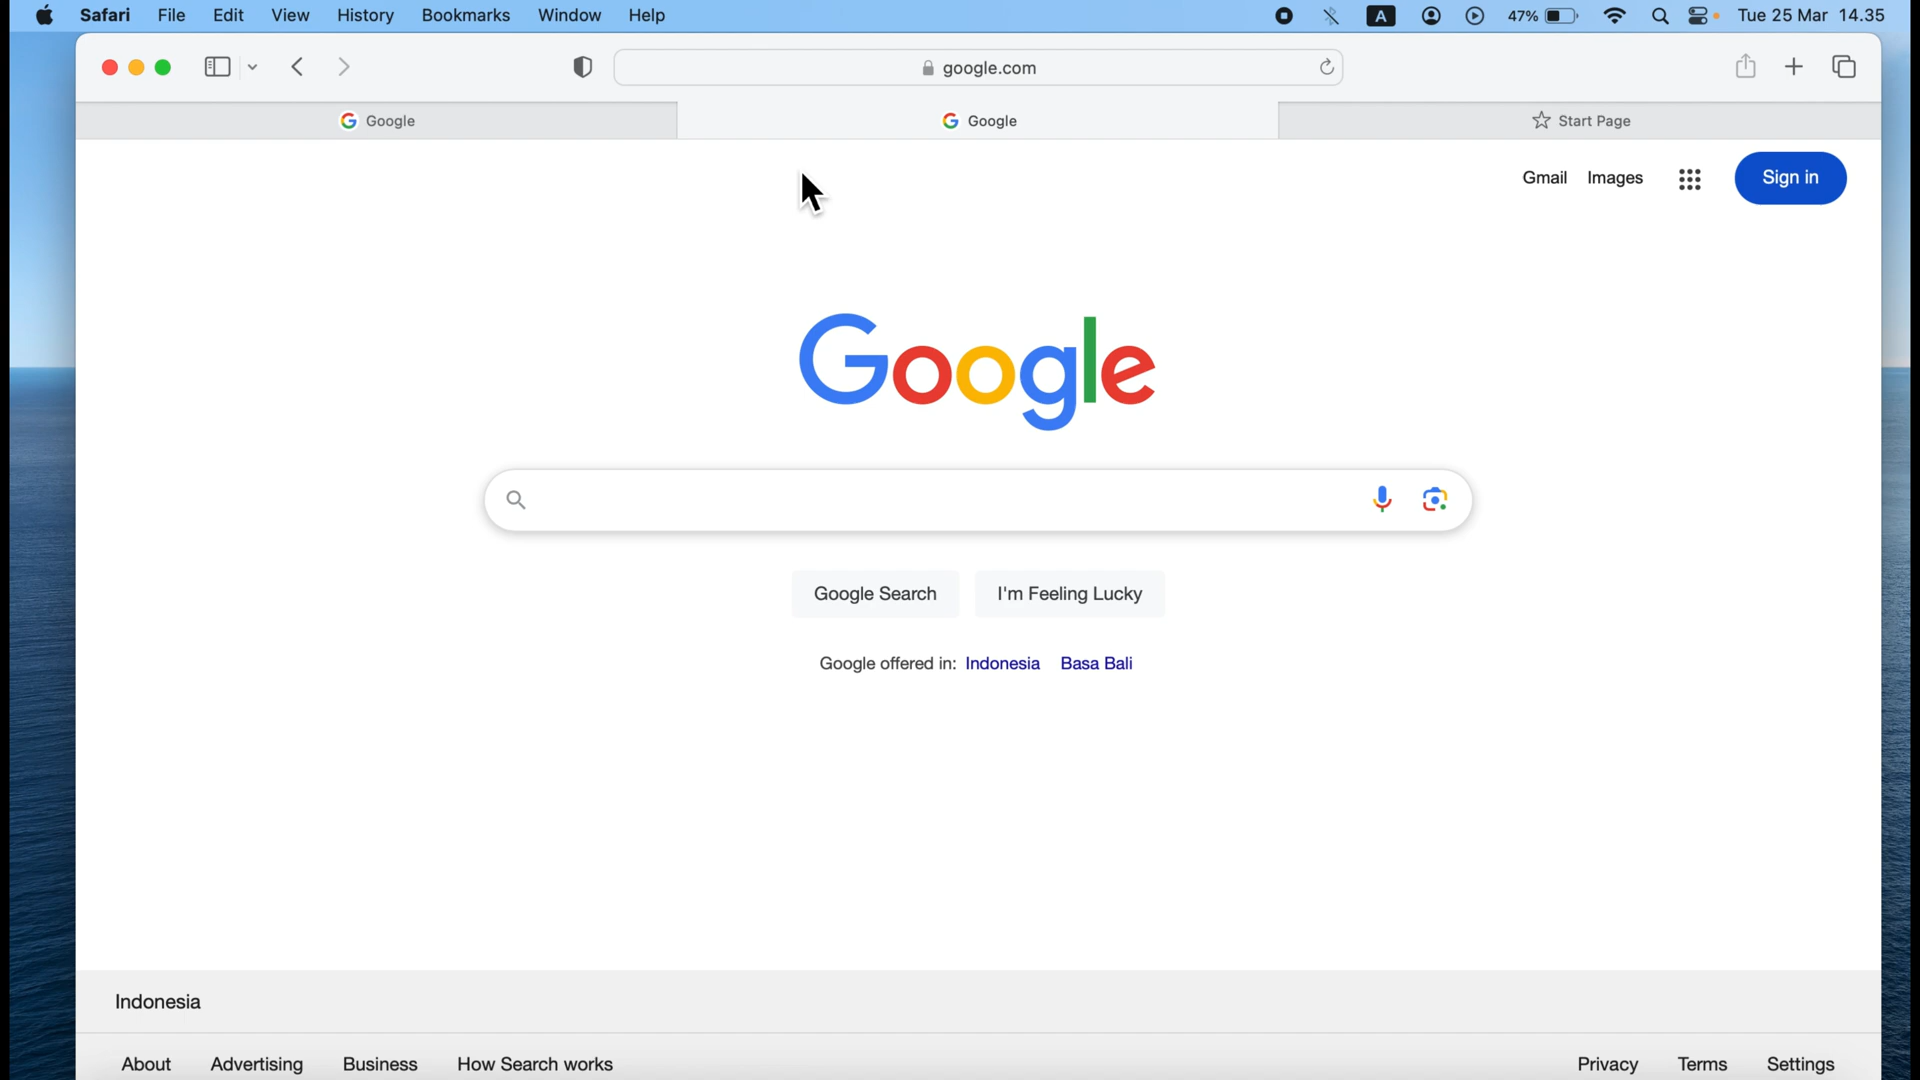 Safari File Edit View History Bookmarks Window Help A 47% Tue 25 Mar 14.35
google.com
Google Google Start Page
Gmail Images Sign in
Google
Google Search I'm Feeling Lucky
Google offered in: Indonesia Basa Bali
Indonesia
About Advertising Business How Search works Privacy Terms Settings